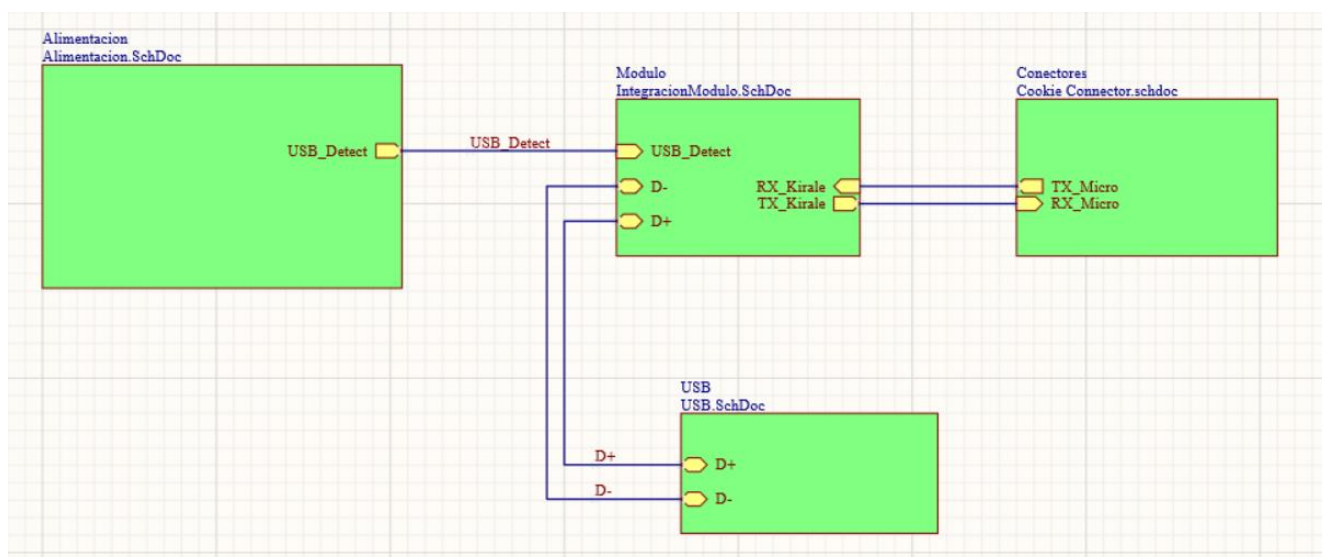 Alimentacion
Alimentacion.SchDoc
USB_Detect
USB_Detect
Modulo
IntegracionModulo.SchDoc
USB_Detect
D-
D+
RX_Kirale
TX_Kirale
Conectores
Cookie Connector.schdoc
TX_Micro
RX_Micro
USB
USB.SchDoc
D+
D+
D-
D-